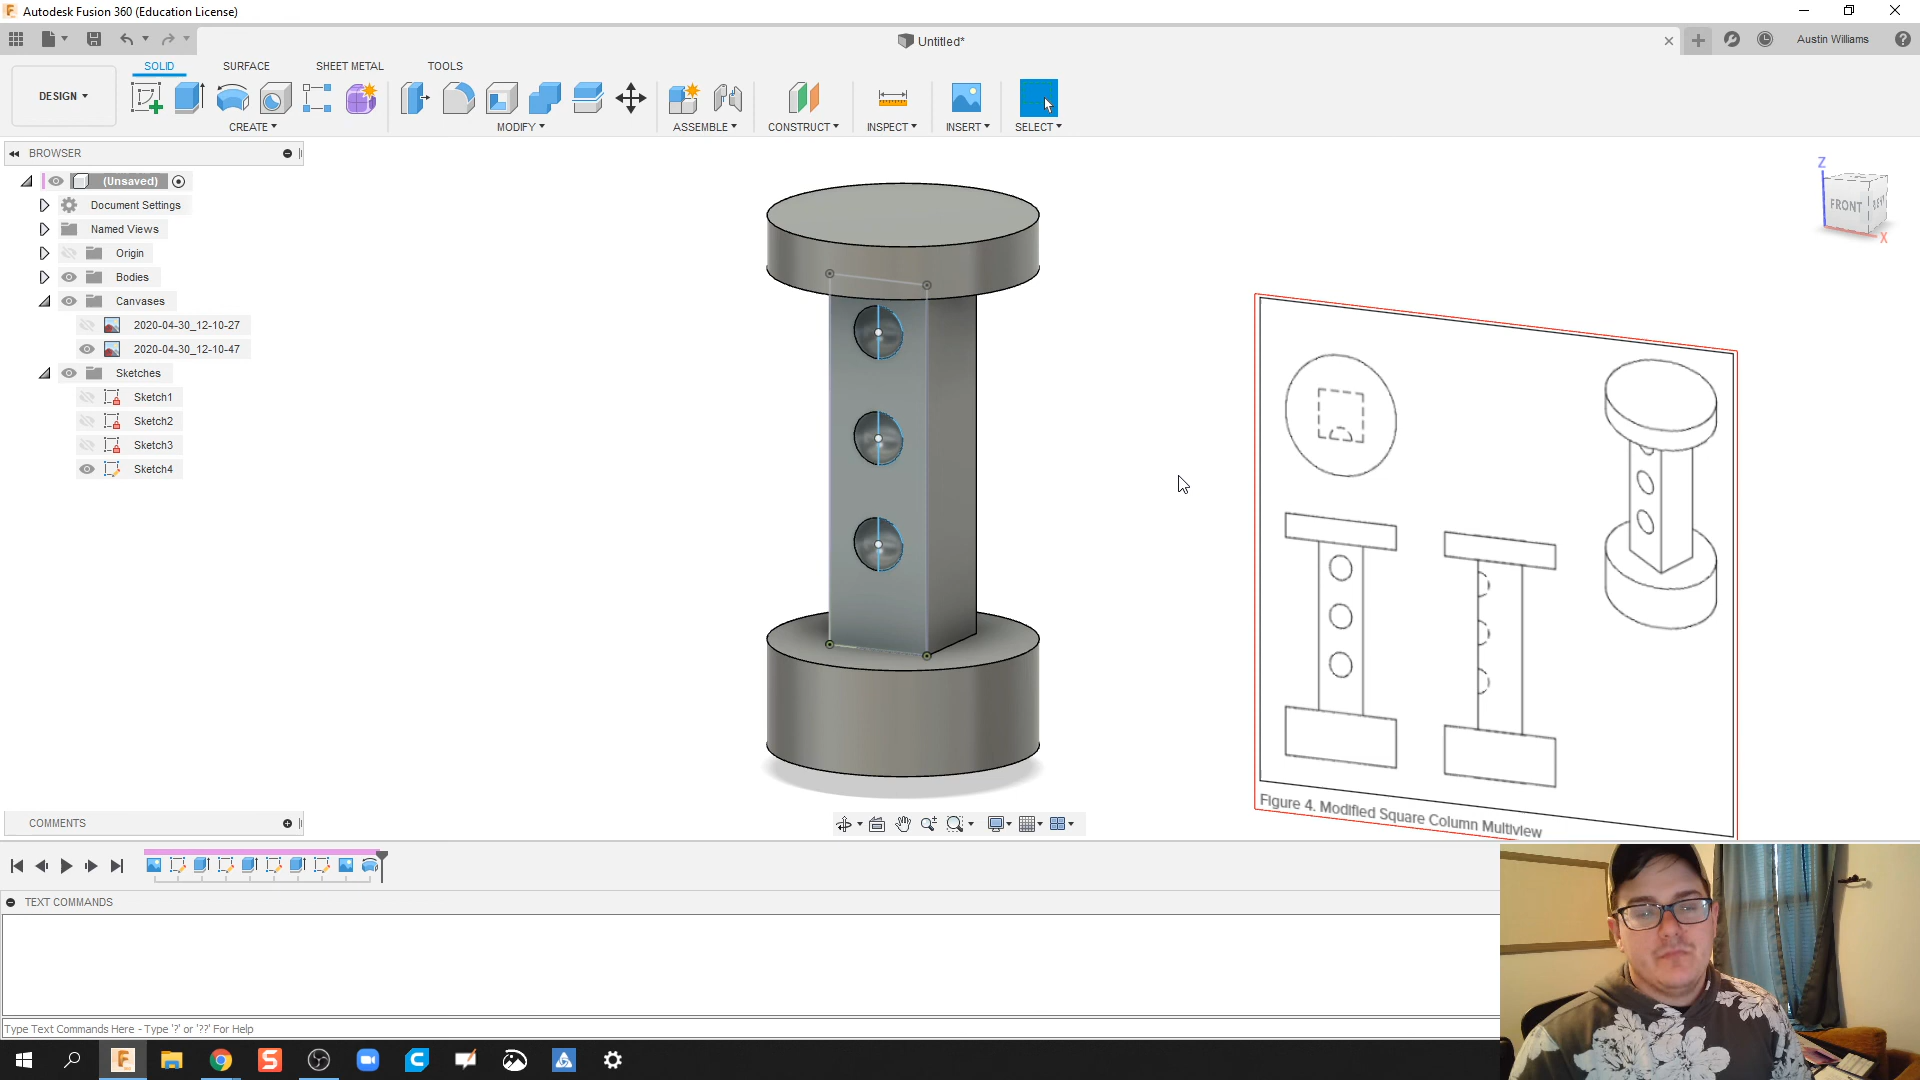 Autodesk Fusion 360 (Education License)
Untitled*
Austin Williams
SOLID SURFACE SHEET METAL TOOLS
DESIGN
CREATE MODIFY ASSEMBLE CONSTRUCT INSPECT INSERT SELECT
BROWSER
(Unsaved)
Document Settings
Named Views
Origin
Bodies
Canvases
2020-04-30_12-10-27
2020-04-30_12-10-47
Sketches
Sketch1
Sketch2
Sketch3
Sketch4
Z
FRONT
X
Figure 4. Modified Square Column Multiview
COMMENTS
TEXT COMMANDS
Type Text Commands Here - Type '?' or '??' For Help